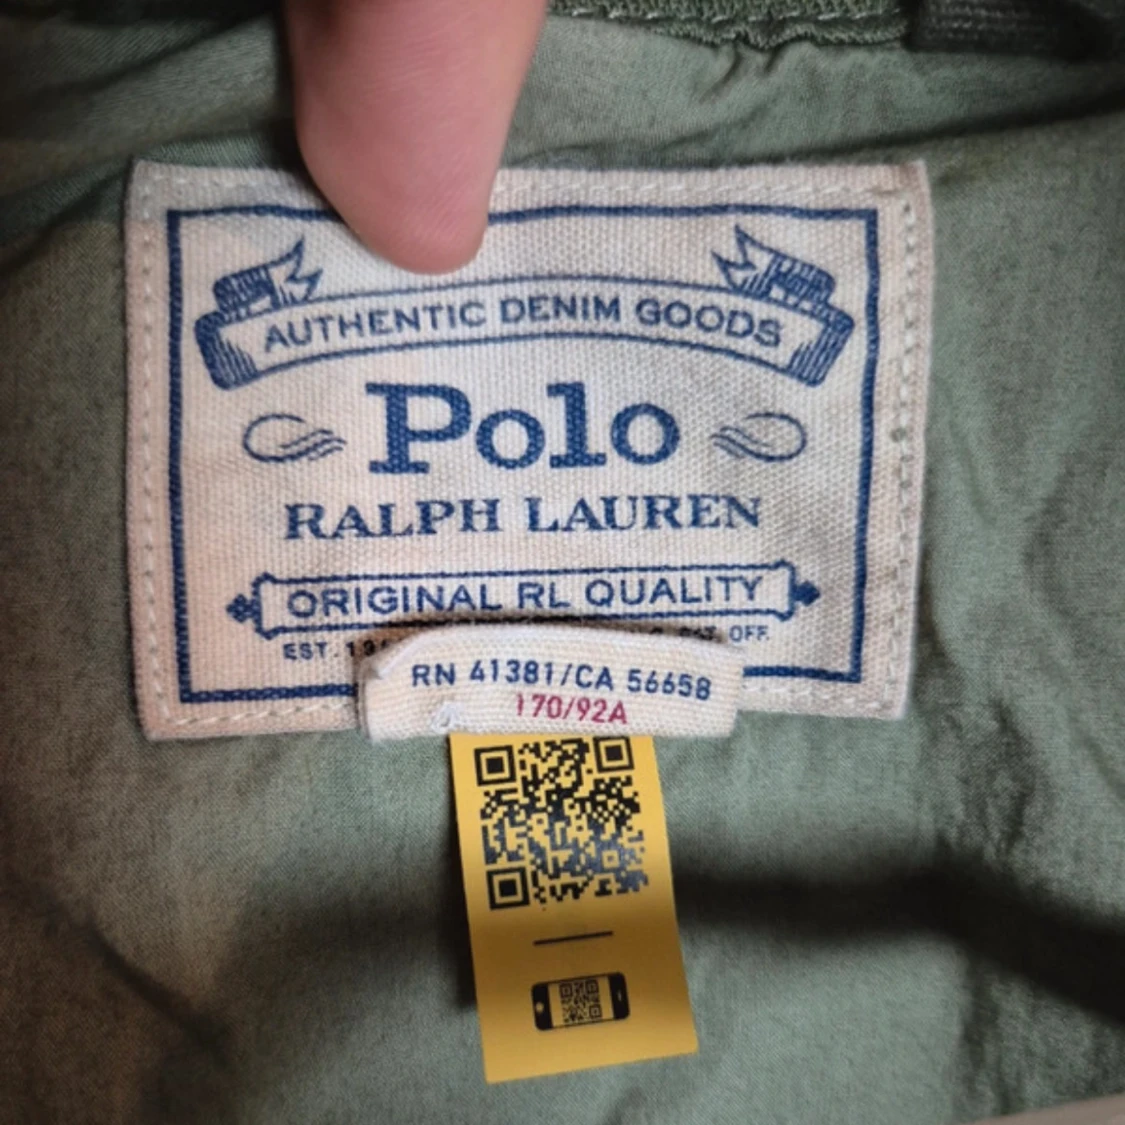 AUTHENTIC DENIM GOODS
Polo
RALPH LAUREN
ORIGINAL RL QUALITY
EST. OFF.
RN 41381/CA 56658
170/92A